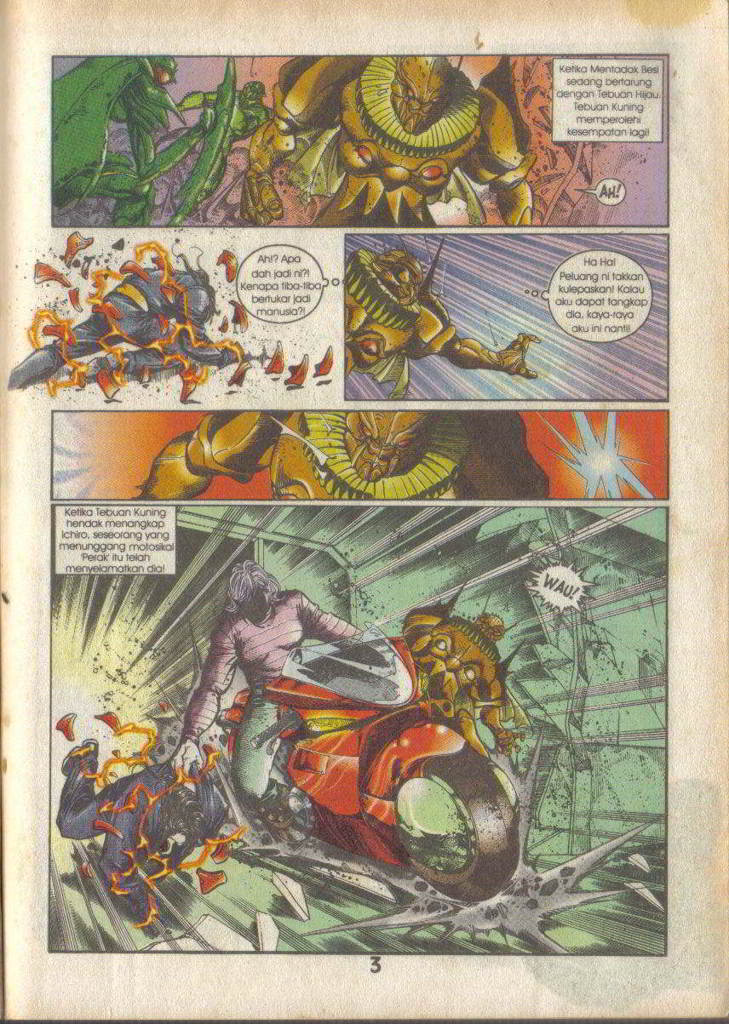 Ketika Mentadak Besi
sedang bertarung
dengan Tebuan Hijau.
Tebuan Kuning
memperolehi
kesempatan lagi!
AH!
Ah!? Apa
dah jadi ni?!
Kenapa tiba-tiba
bertukar jadi
manusia?!
Ha Ha!
Peluang ni takkan
kulepaskan! Kalau
aku dapat tangkap
dia, kaya-raya
aku ini nanti!
Ketika Tebuan Kuning
hendak menangkap
Ichiro, seseorang yang
menunggang motosikal
'Perak' itu telah
menyelamatkan dia!
WAU!
3